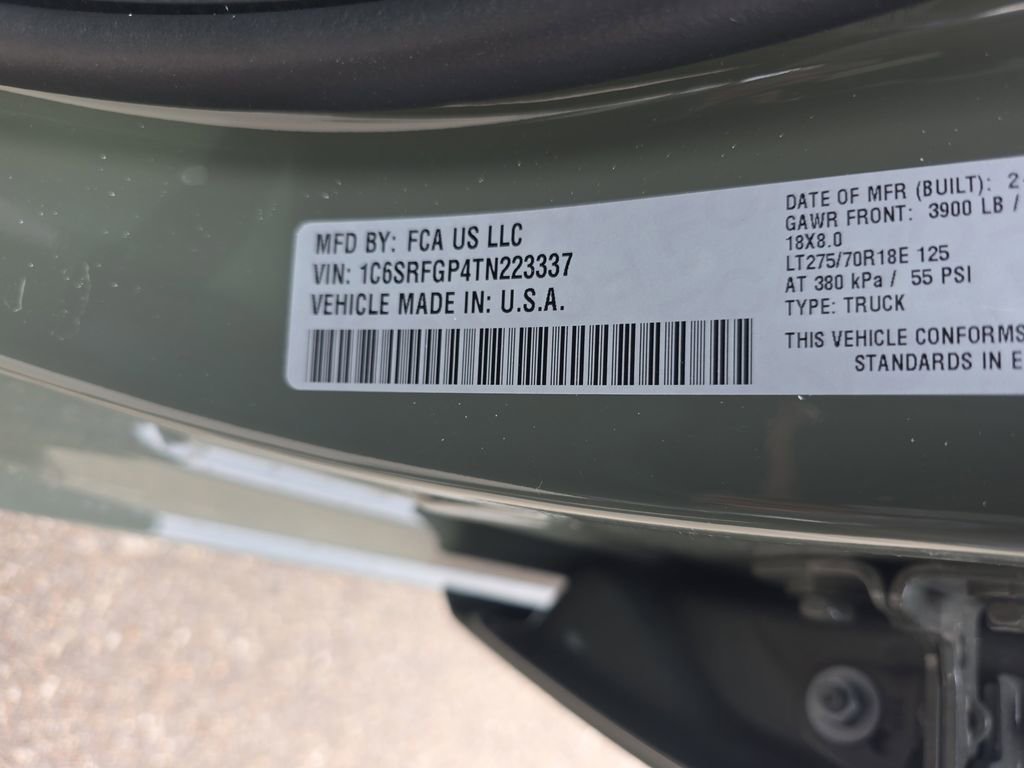 MFD BY: FCA US LLC
VIN: 1C6SRFGP4TN223337
VEHICLE MADE IN: U.S.A.
DATE OF MFR (BUILT): 2-
GAWR FRONT: 3900 LB /
18X8.0
LT275/70R18E 125
AT 380 kPa / 55 PSI
TYPE: TRUCK
THIS VEHICLE CONFORMS
STANDARDS IN E